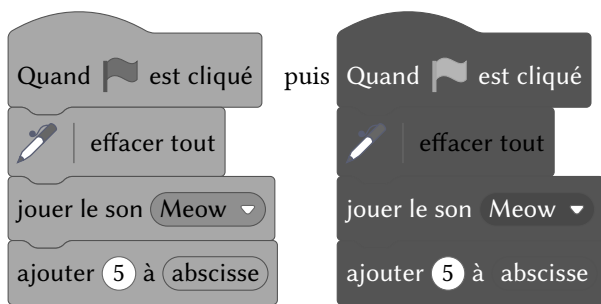 Quand est cliqué puis Quand est cliqué
effacer tout effacer tout
jouer le son Meow jouer le son Meow
ajouter 5 à abscisse ajouter 5 à abscisse